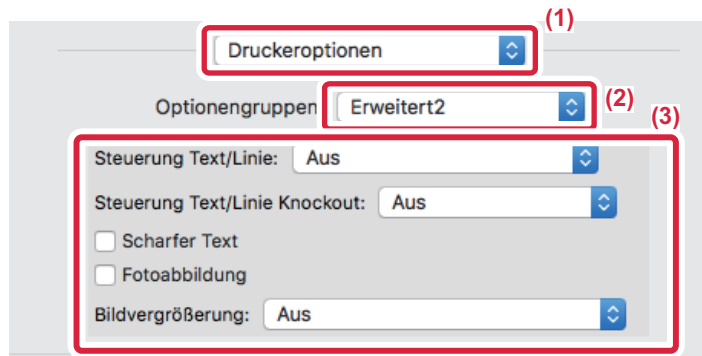 (1)
Druckeroptionen
Optionengruppen Erweitert2 (2)
(3)
Steuerung Text/Linie: Aus
Steuerung Text/Linie Knockout: Aus
Scharfer Text
Fotoabbildung
Bildvergrößerung: Aus